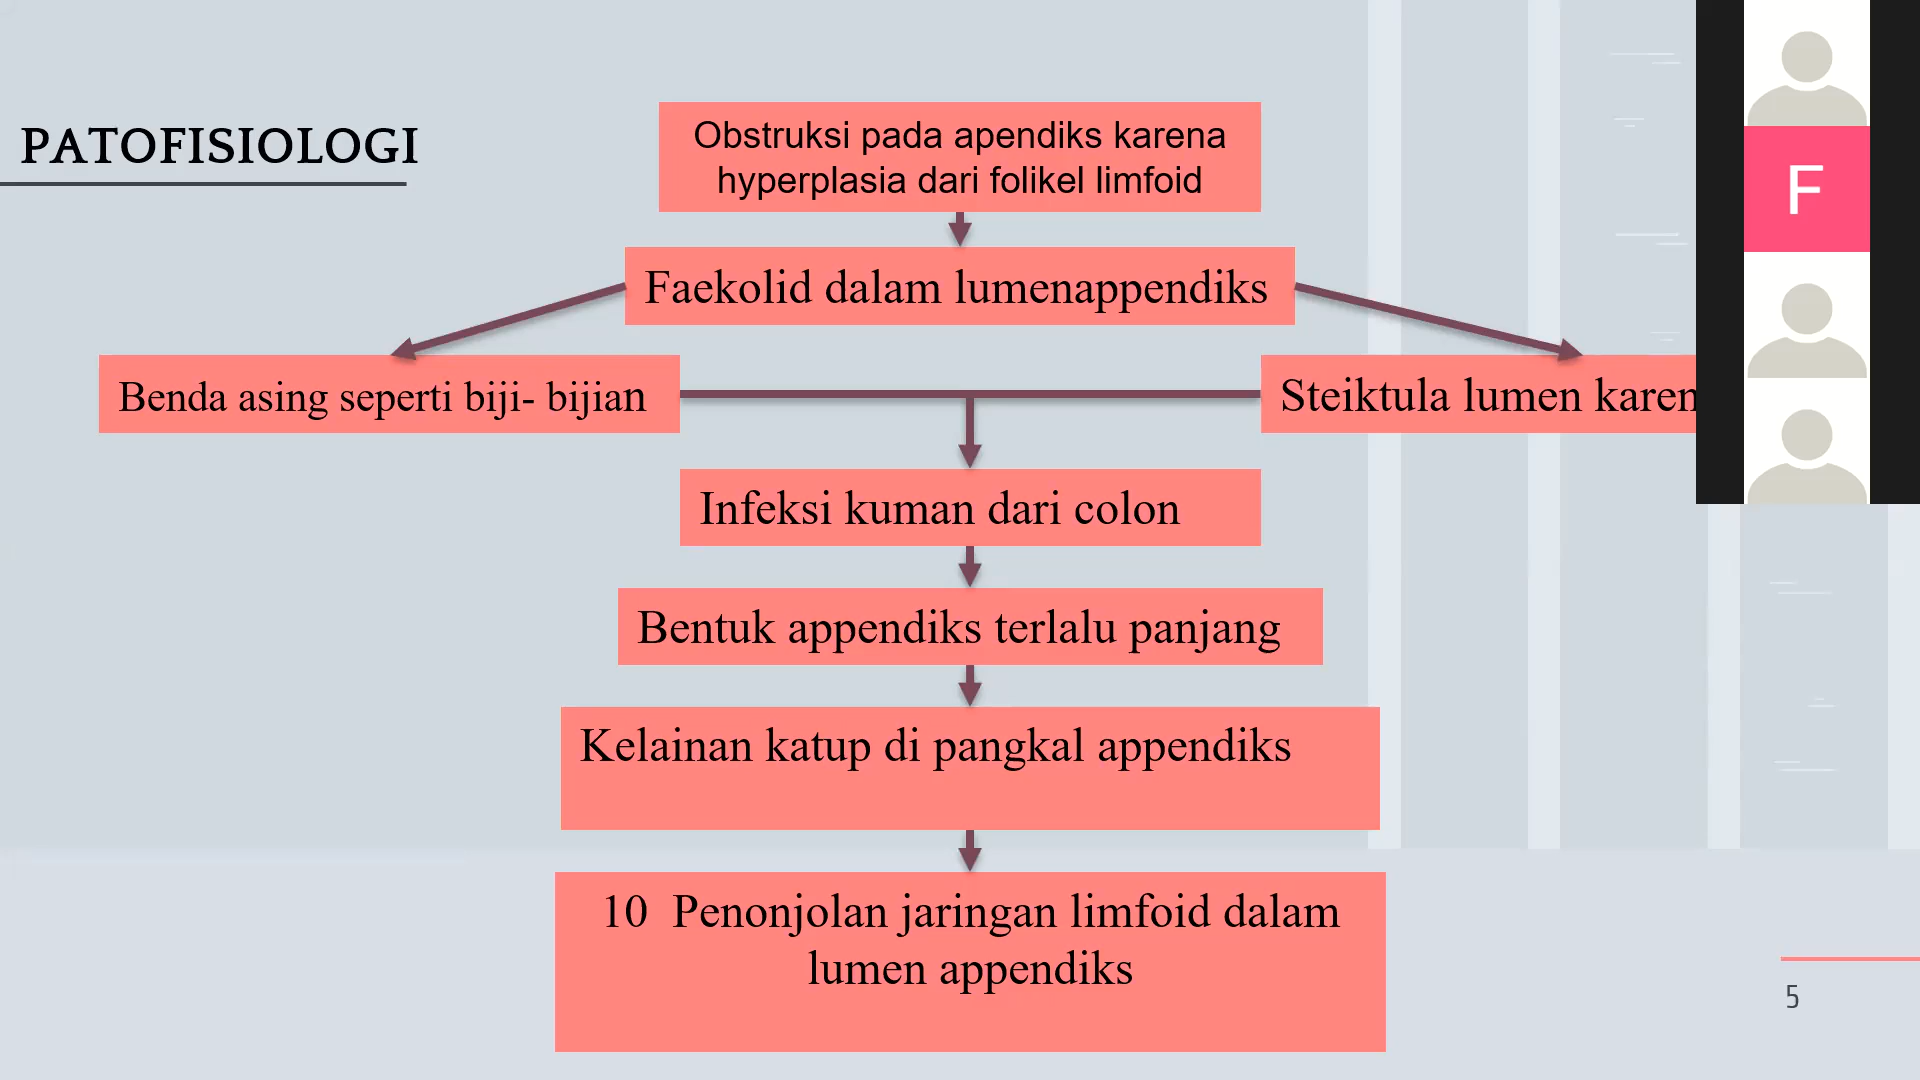 PATOFISIOLOGI
Obstruksi pada apendiks karena
hyperplasia dari folikel limfoid
Faekolid dalam lumenappendiks
Benda asing seperti biji- bijian
Steiktula lumen karen
Infeksi kuman dari colon
Bentuk appendiks terlalu panjang
Kelainan katup di pangkal appendiks
10 Penonjolan jaringan limfoid dalam
lumen appendiks
F
5